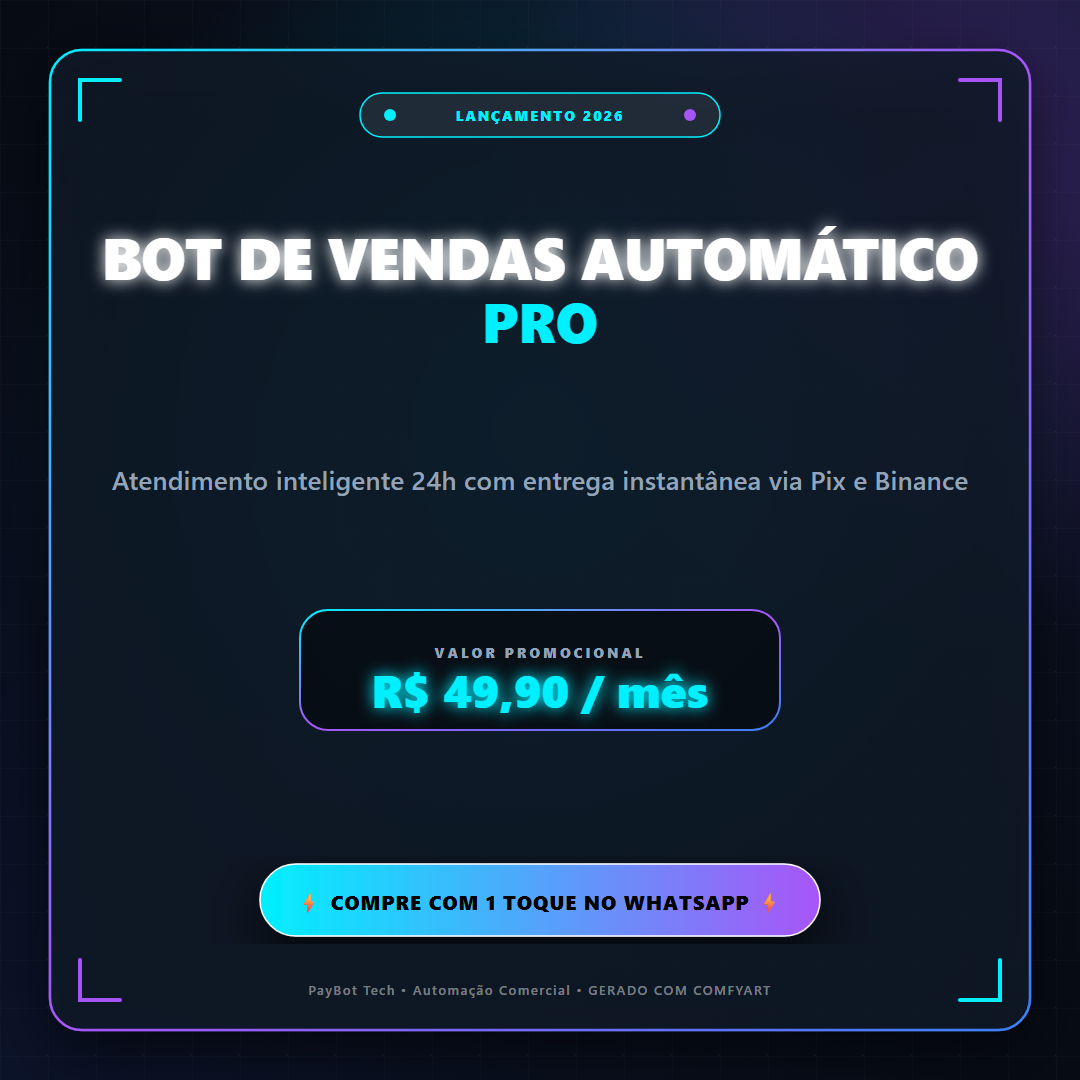 LANÇAMENTO 2026
BOT DE VENDAS AUTOMÁTICO
PRO
Atendimento inteligente 24h com entrega instantânea via Pix e Binance
VALOR PROMOCIONAL
R$ 49,90 / mês
⚡ COMPRE COM 1 TOQUE NO WHATSAPP ⚡
PayBot Tech • Automação Comercial • GERADO COM COMFYART